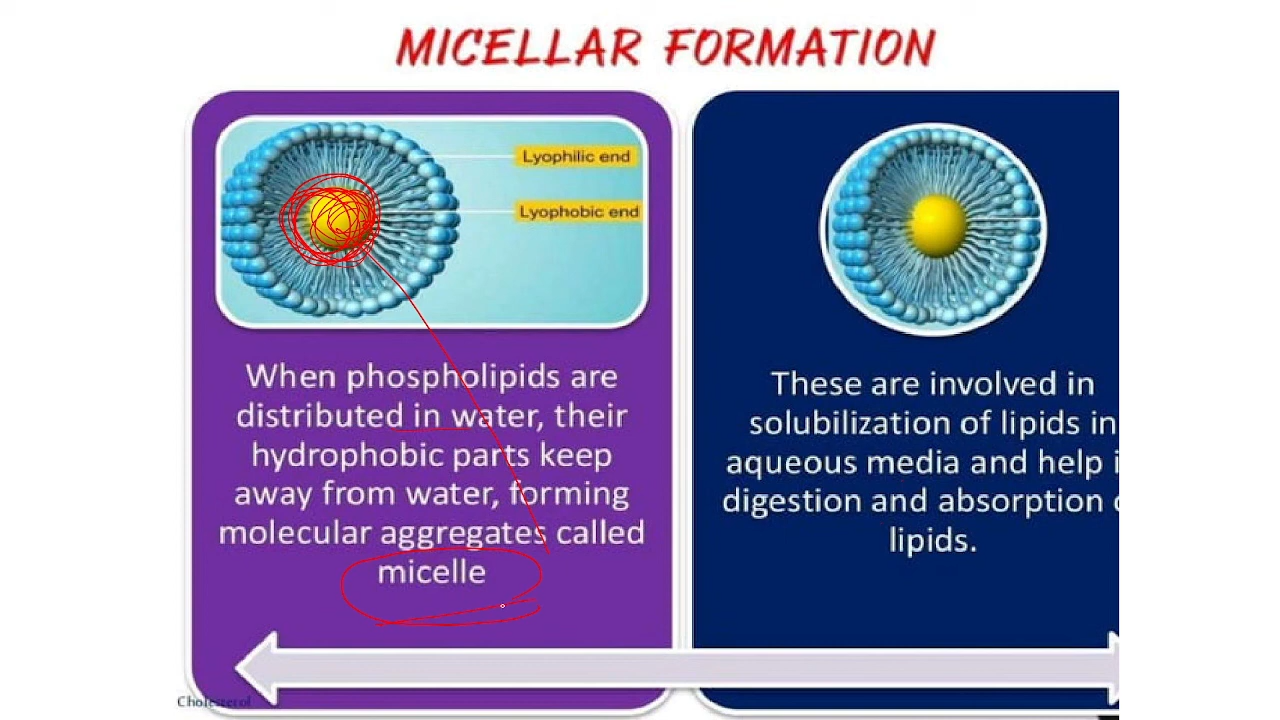 MICELLAR FORMATION
Lyophilic end
Lyophobic end
When phospholipids are
distributed in water, their
hydrophobic parts keep
away from water, forming
molecular aggregates called
micelle
These are involved in
solubilization of lipids in
aqueous media and help i
digestion and absorption
lipids.
Cholesterol